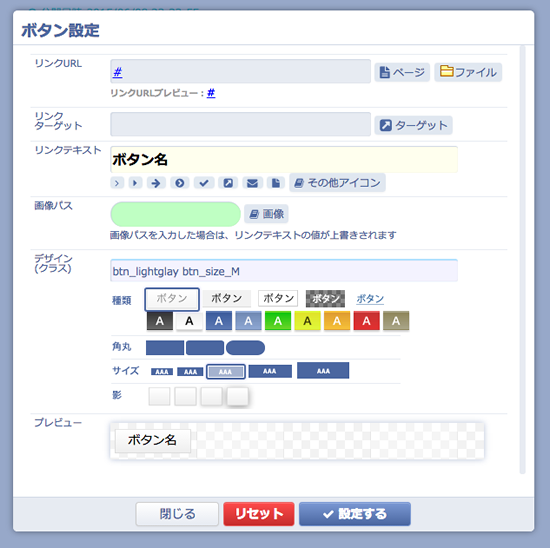 ボタン設定
リンクURL
#
ページ
ファイル
リンクURLプレビュー：#
リンク
ターゲット
ターゲット
リンクテキスト
ボタン名
その他アイコン
画像パス
画像
画像パスを入力した場合は、リンクテキストの値が上書きされます
デザイン
(クラス)
btn_lightglay btn_size_M
種類
ボタン ボタン ボタン ボタン ボタン
A A A A A A A A A
角丸
サイズ
AAA AAA AAA AAA AAA
影
プレビュー
ボタン名
閉じる
リセット
設定する